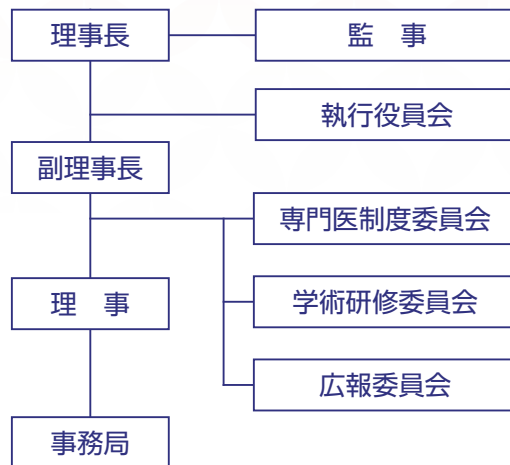 理事長
監　事
執行役員会
副理事長
専門医制度委員会
理　事
学術研修委員会
広報委員会
事務局